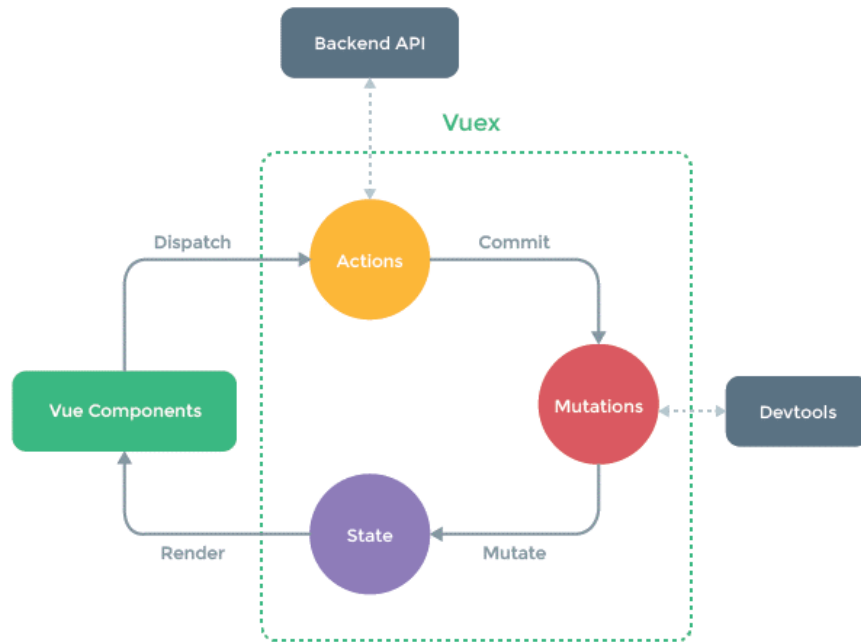 Backend API
Vuex
Dispatch
Commit
Actions
Vue Components
Mutations
Devtools
State
Render
Mutate